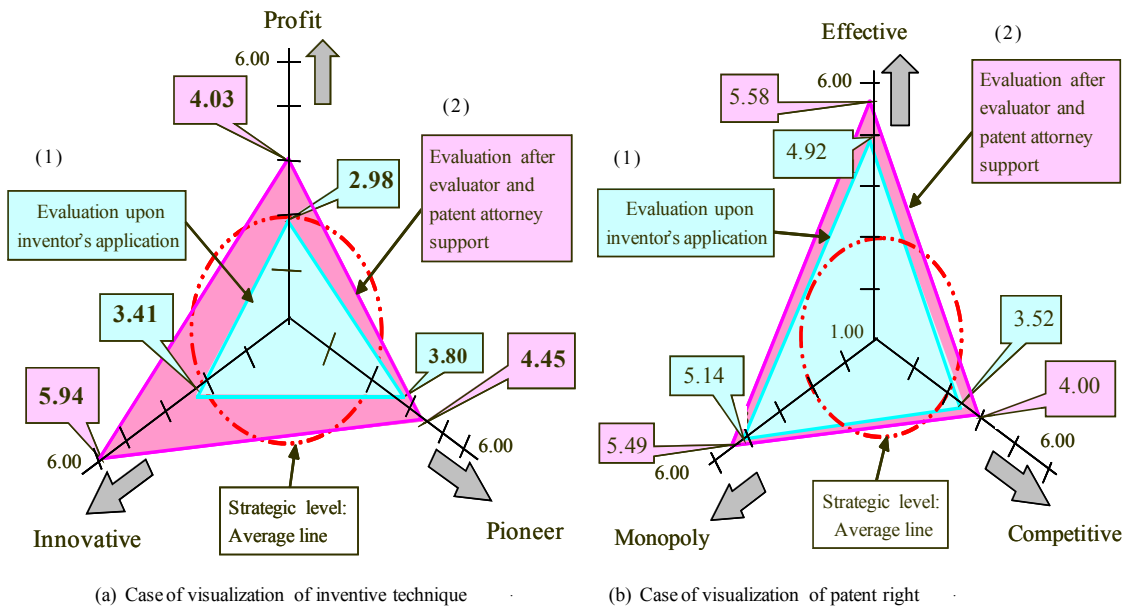 Profit
6.00
4.03
(2)
(1)
Evaluation after
evaluator and
patent attorney
support
2.98
Evaluation upon
inventor's application
3.41
3.80
4.45
5.94
6.00
6.00
Innovative
Strategic level:
Average line
Pioneer
(a) Case of visualization of inventive technique
Effective
(2)
6.00
5.58
Evaluation after
evaluator and
patent attorney
support
(1)
4.92
Evaluation upon
inventor's application
1.00
3.52
5.14
4.00
5.49
6.00
6.00
Strategic level:
Average line
Monopoly
Competitive
(b) Case of visualization of patent right